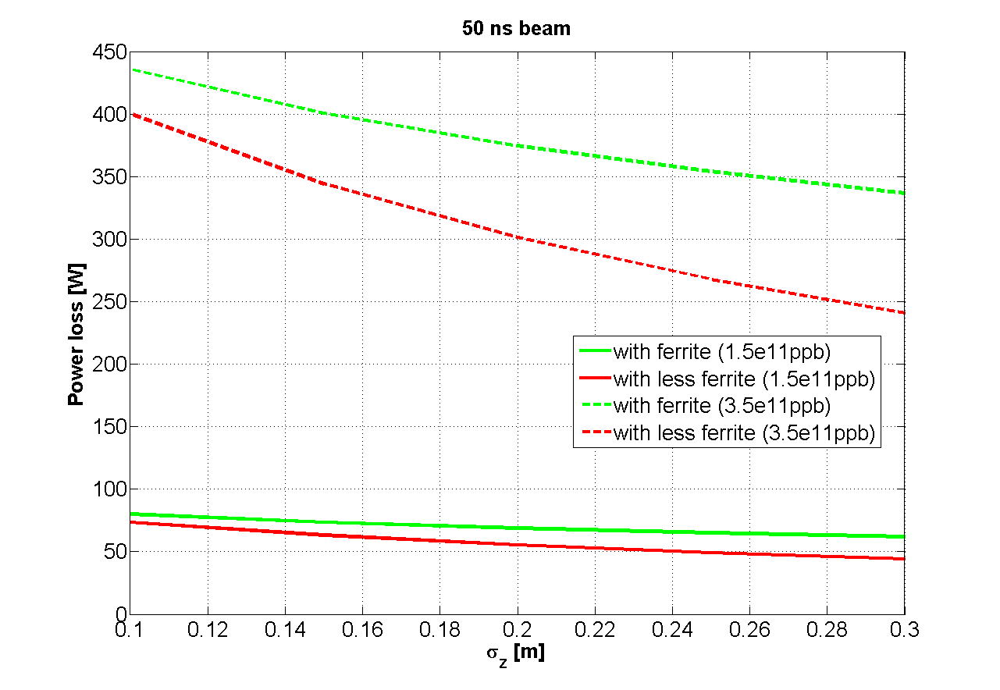 50 ns beam
Power loss [W]
450
400
350
300
250
200
150
100
50
0
with ferrite (1.5e11ppb)
with less ferrite (1.5e11ppb)
with ferrite (3.5e11ppb)
with less ferrite (3.5e11ppb)
0.1 0.12 0.14 0.16 0.18 0.2 0.22 0.24 0.26 0.28 0.3
σz [m]